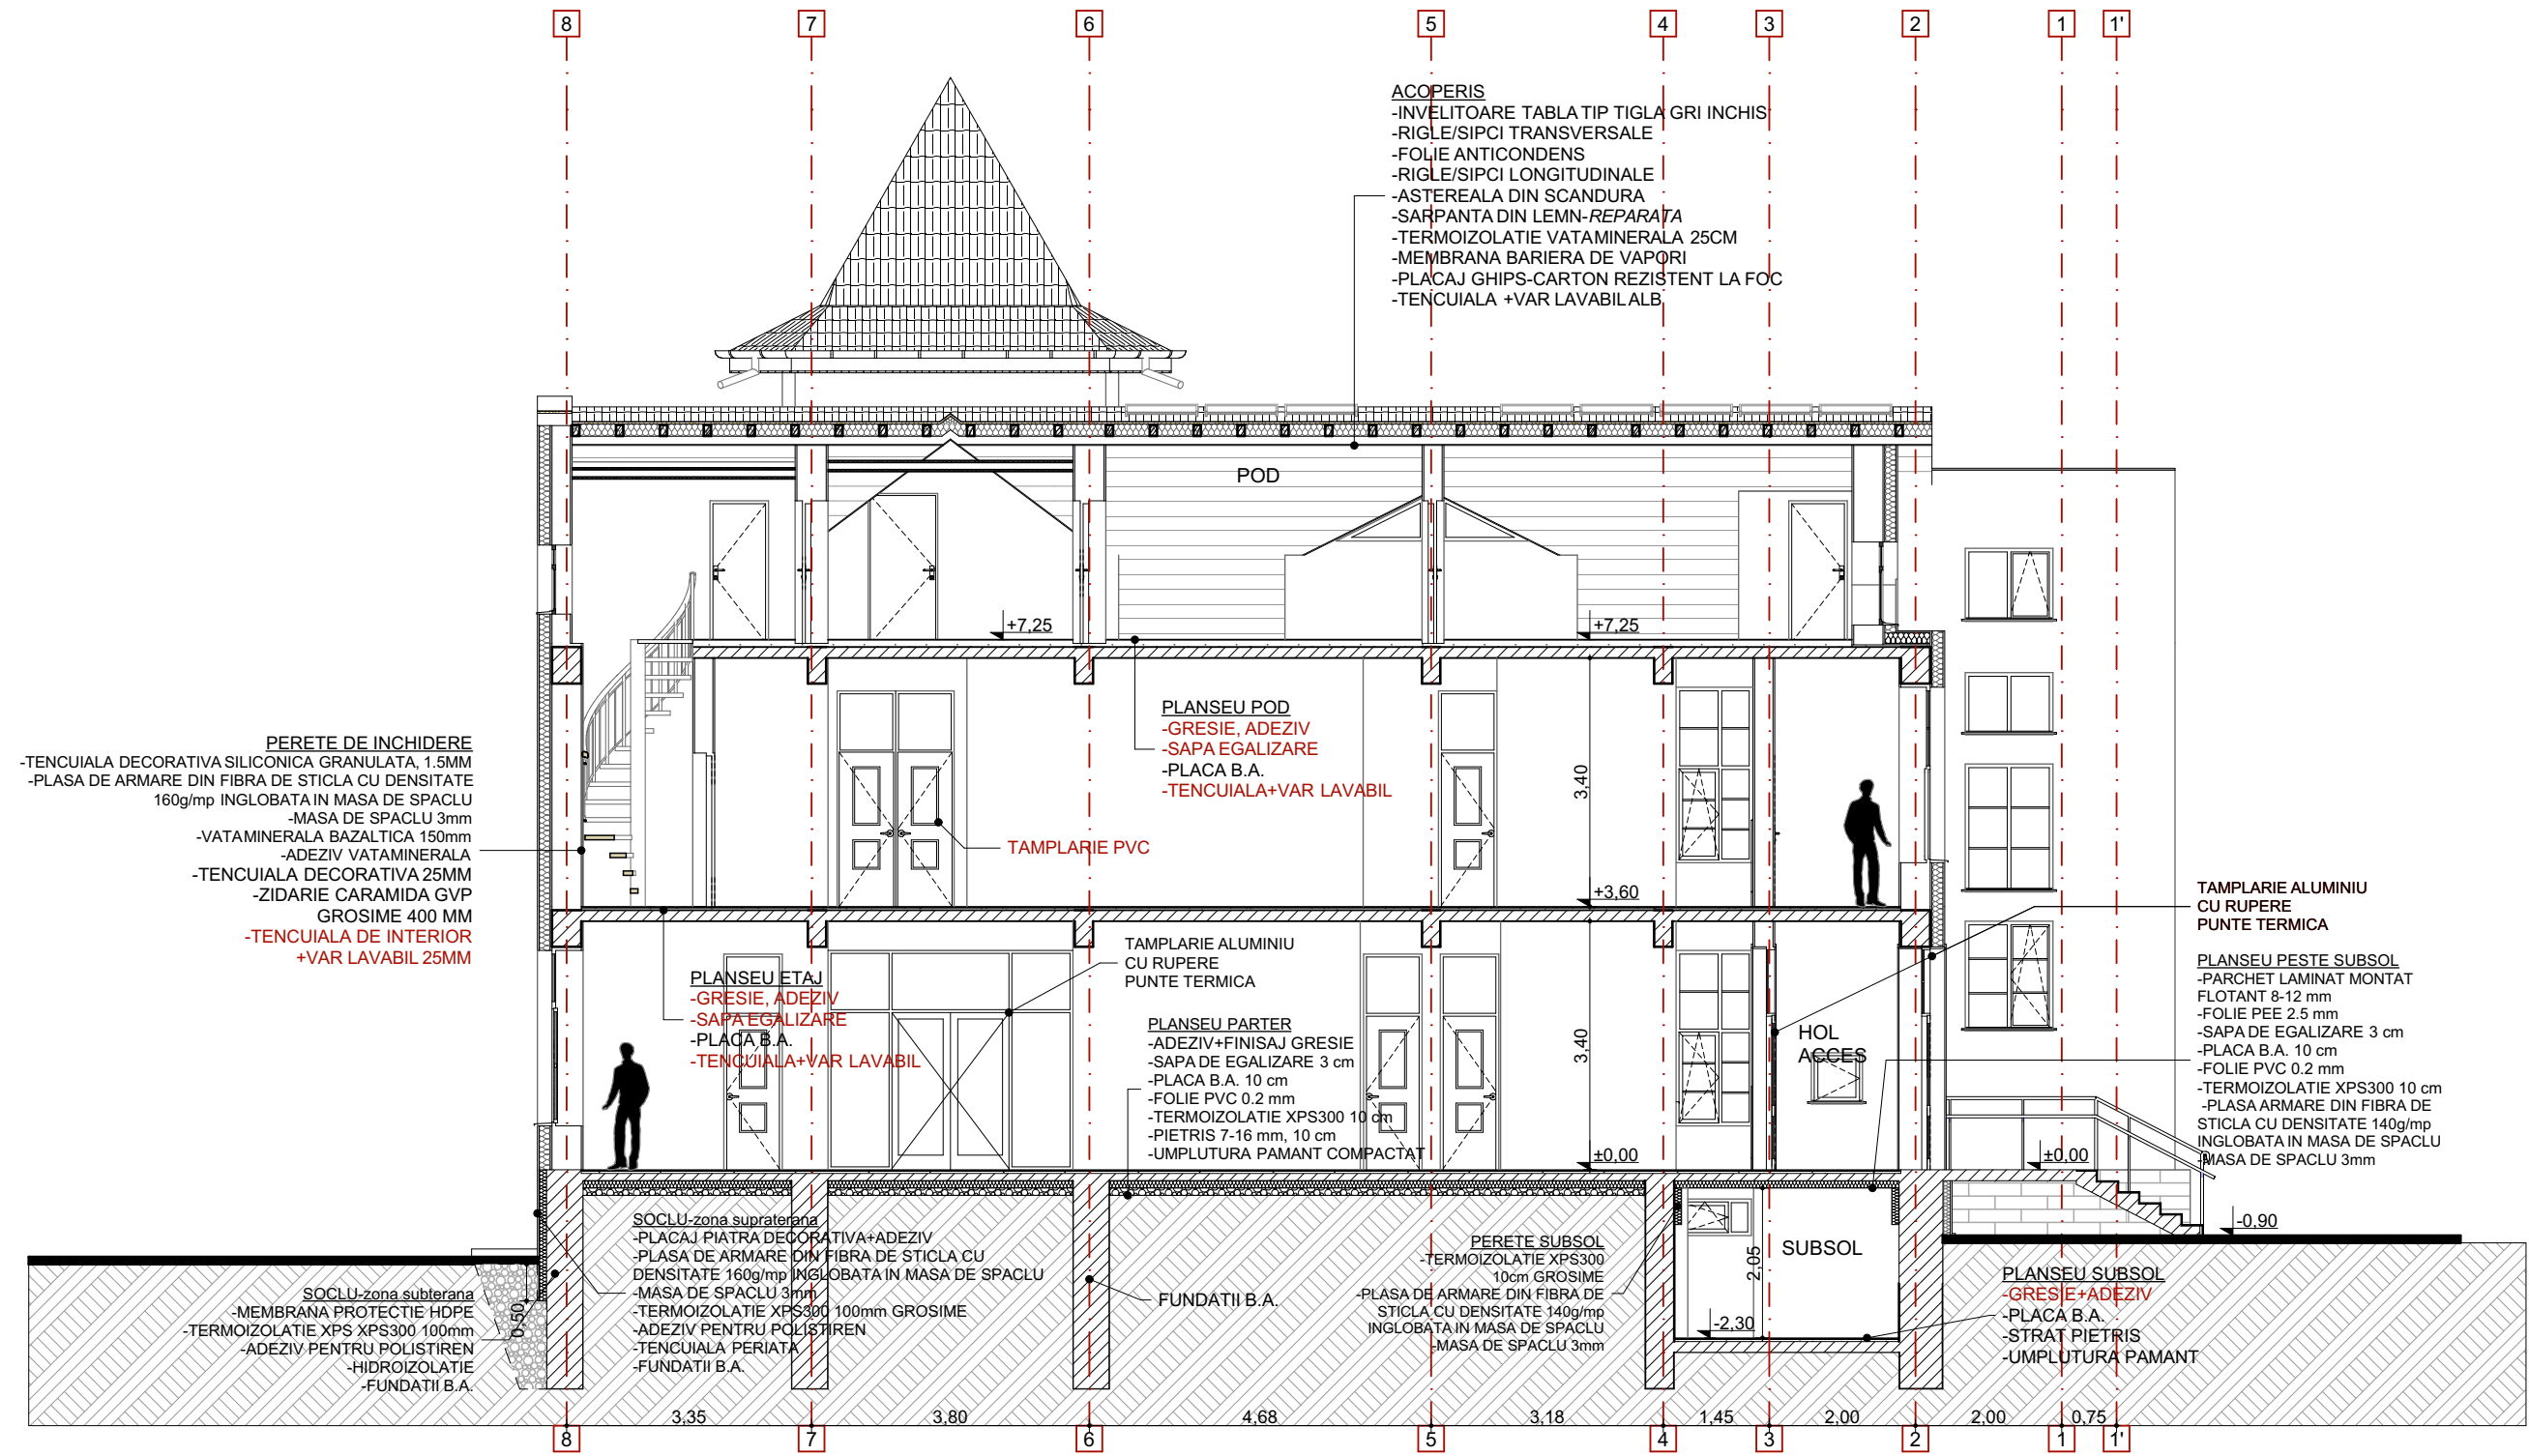 8 7 6 5 4 3 2 1 1'
ACOPERIS
-INVELITOARE TABLA TIP TIGLA GRI INCHIS
-RIGLE/SIPCI TRANSVERSALE
-FOLIE ANTICONDENS
-RIGLE/SIPCI LONGITUDINALE
-ASTEREALA DIN SCANDURA
-SARPANTA DIN LEMN-REPARATA
-TERMOIZOLATIE VATAMINERALA 25CM
-MEMBRANA BARIERA DE VAPORI
-PLACAJ GHIPS-CARTON REZISTENT LA FOC
-TENCUIALA +VAR LAVABIL ALB
POD
+7,25
+7,25
PLANSEU POD
-GRESIE, ADEZIV
-SAPA EGALIZARE
-PLACA B.A.
-TENCUIALA+VAR LAVABIL
3,40
TAMPLARIE PVC
+3,60
PERETE DE INCHIDERE
-TENCUIALA DECORATIVA SILICONICA GRANULATA, 1.5MM
-PLASA DE ARMARE DIN FIBRA DE STICLA CU DENSITATE
160g/mp INGLOBATA IN MASA DE SPACLU
-MASA DE SPACLU 3mm
-VATAMINERALA BAZALTICA 150mm
-ADEZIV VATAMINERALA
-TENCUIALA DECORATIVA 25MM
-ZIDARIE CARAMIDA GVP
GROSIME 400 MM
-TENCUIALA DE INTERIOR
+VAR LAVABIL 25MM
TAMPLARIE ALUMINIU
CU RUPERE
PUNTE TERMICA
PLANSEU PESTE SUBSOL
-PARCHET LAMINAT MONTAT
FLOTANT 8-12 mm
-FOLIE PEE 2.5 mm
-SAPA DE EGALIZARE 3 cm
-PLACA B.A. 10 cm
-FOLIE PVC 0.2 mm
-TERMOIZOLATIE XPS300 10 cm
-PLASA ARMARE DIN FIBRA DE
STICLA CU DENSITATE 140g/mp
INGLOBATA IN MASA DE SPACLU
-MASA DE SPACLU 3mm
PLANSEU ETAJ
-GRESIE, ADEZIV
-SAPA EGALIZARE
-PLACA B.A.
-TENCUIALA+VAR LAVABIL
TAMPLARIE ALUMINIU
CU RUPERE
PUNTE TERMICA
PLANSEU PARTER
-ADEZIV+FINISAJ GRESIE
-SAPA DE EGALIZARE 3 cm
-PLACA B.A. 10 cm
-FOLIE PVC 0.2 mm
-TERMOIZOLATIE XPS300 10 cm
-PIETRIS 7-16 mm, 10 cm
-UMPLUTURA PAMANT COMPACTAT
3,40
HOL
ACCES
±0,00
±0,00
-0,90
SOCLU-zona supraterana
-PLACAJ PIATRA DECORATIVA+ADEZIV
-PLASA DE ARMARE DIN FIBRA DE STICLA CU
DENSITATE 160g/mp INGLOBATA IN MASA DE SPACLU
-MASA DE SPACLU 3mm
-TERMOIZOLATIE XPS300 100mm GROSIME
-ADEZIV PENTRU POLISTIREN
-TENCUIALA PERIATA
-FUNDATII B.A.
SOCLU-zona subterana
-MEMBRANA PROTECTIE HDPE
-TERMOIZOLATIE XPS XPS300 100mm
-ADEZIV PENTRU POLISTIREN
-HIDROIZOLATIE
-FUNDATII B.A.
0,50
FUNDATII B.A.
PERETE SUBSOL
-TERMOIZOLATIE XPS300
10cm GROSIME
-PLASA DE ARMARE DIN FIBRA DE
STICLA CU DENSITATE 140g/mp
INGLOBATA IN MASA DE SPACLU
-MASA DE SPACLU 3mm
2,05
SUBSOL
-2,30
PLANSEU SUBSOL
-GRESIE+ADEZIV
-PLACA B.A.
-STRAT PIETRIS
-UMPLUTURA PAMANT
3,35 3,80 4,68 3,18 1,45 2,00 2,00 0,75
8 7 6 5 4 3 2 1 1'